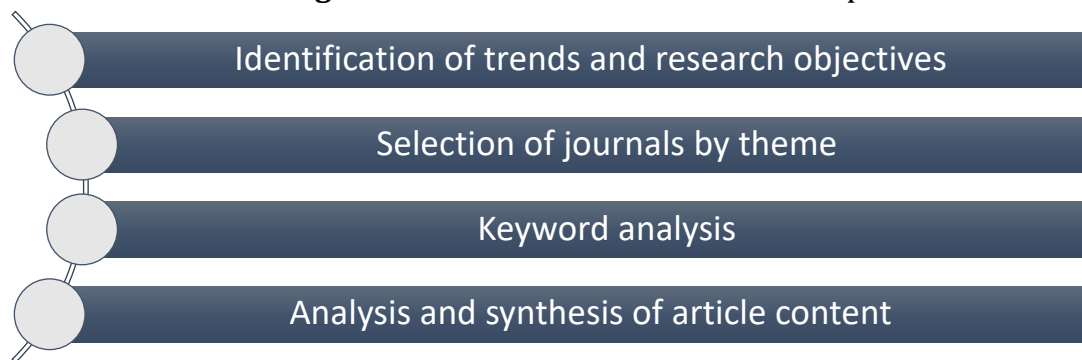 Identification of trends and research objectives
Selection of journals by theme
Keyword analysis
Analysis and synthesis of article content